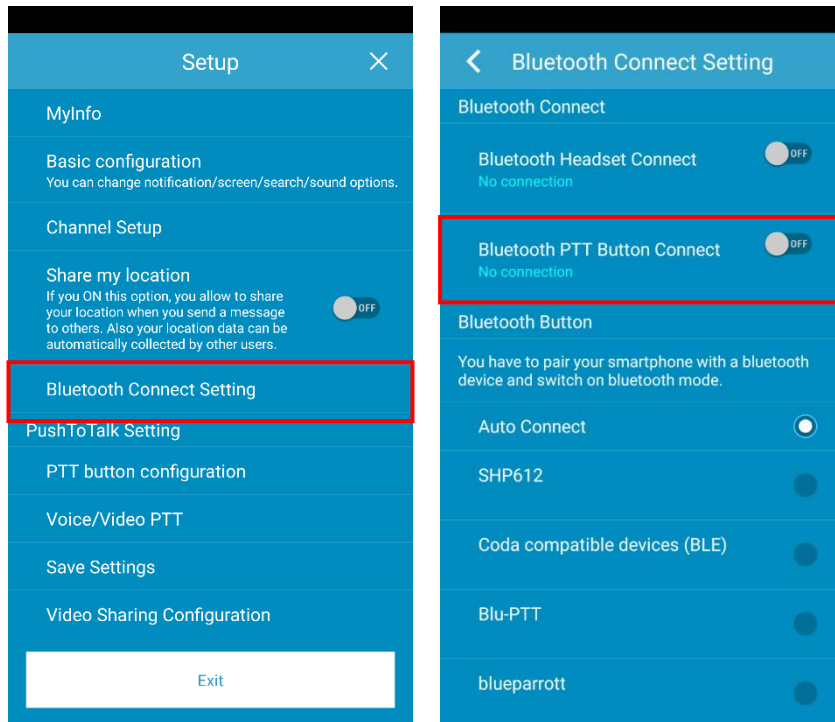 Setup
MyInfo
Basic configuration
You can change notification/screen/search/sound options.
Channel Setup
Share my location
If you ON this option, you allow to share
your location when you send a message
to others. Also your location data can be
automatically collected by other users.
OFF
Bluetooth Connect Setting
PushToTalk Setting
PTT button configuration
Voice/Video PTT
Save Settings
Video Sharing Configuration
Exit
Bluetooth Connect Setting
Bluetooth Connect
Bluetooth Headset Connect
OFF
No connection
Bluetooth PTT Button Connect
OFF
No connection
Bluetooth Button
You have to pair your smartphone with a bluetooth
device and switch on bluetooth mode.
Auto Connect
SHP612
Coda compatible devices (BLE)
Blu-PTT
blueparrott